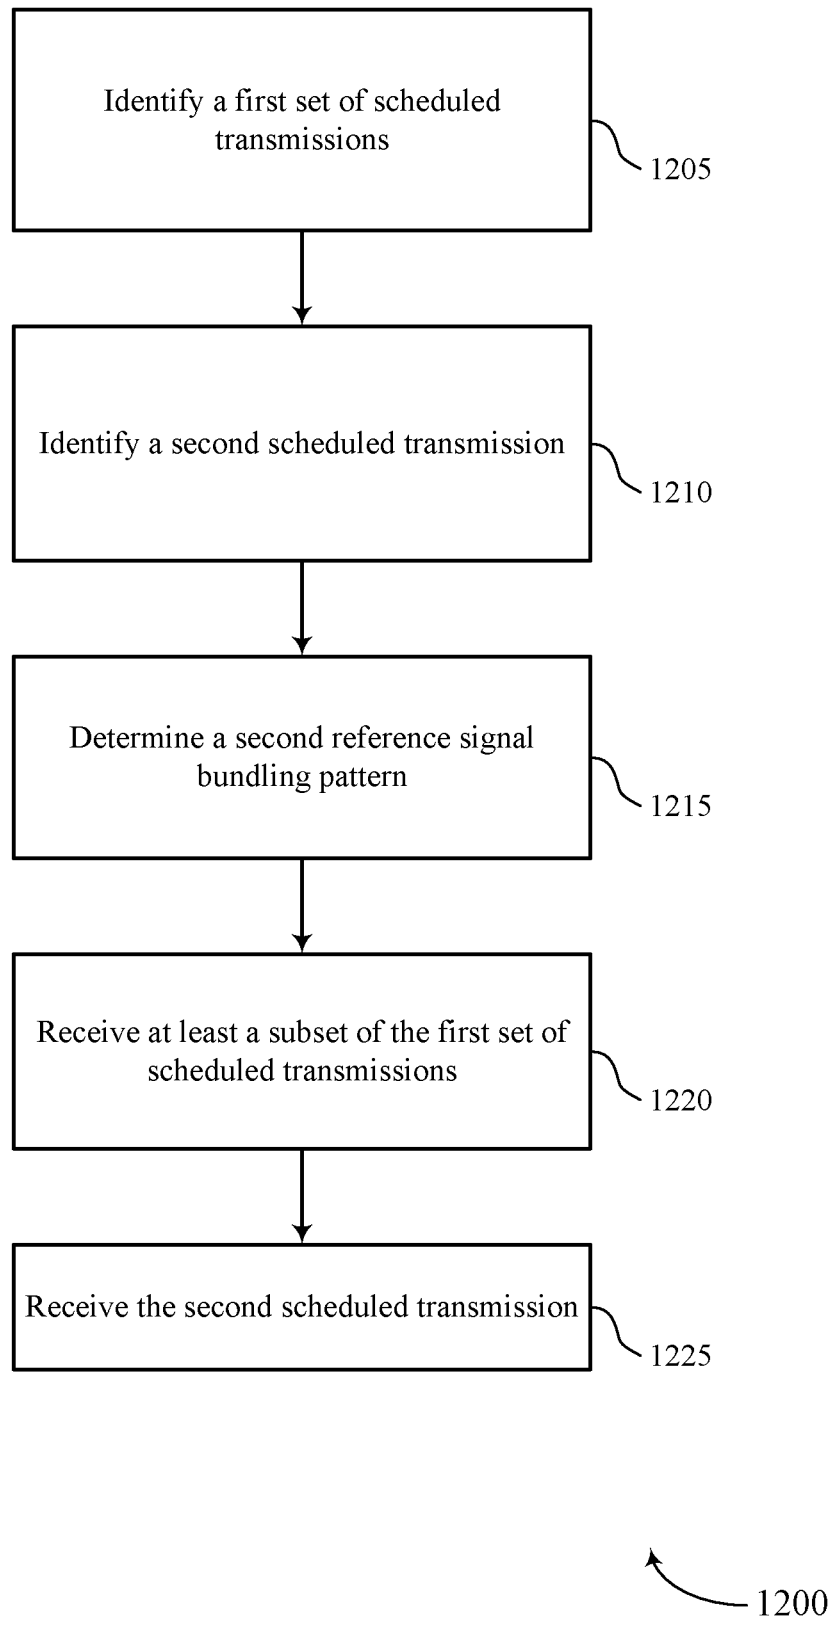 Identify a first set of scheduled
transmissions
1205
Identify a second scheduled transmission
1210
Determine a second reference signal
bundling pattern
1215
Receive at least a subset of the first set of
scheduled transmissions
1220
Receive the second scheduled transmission
1225
1200